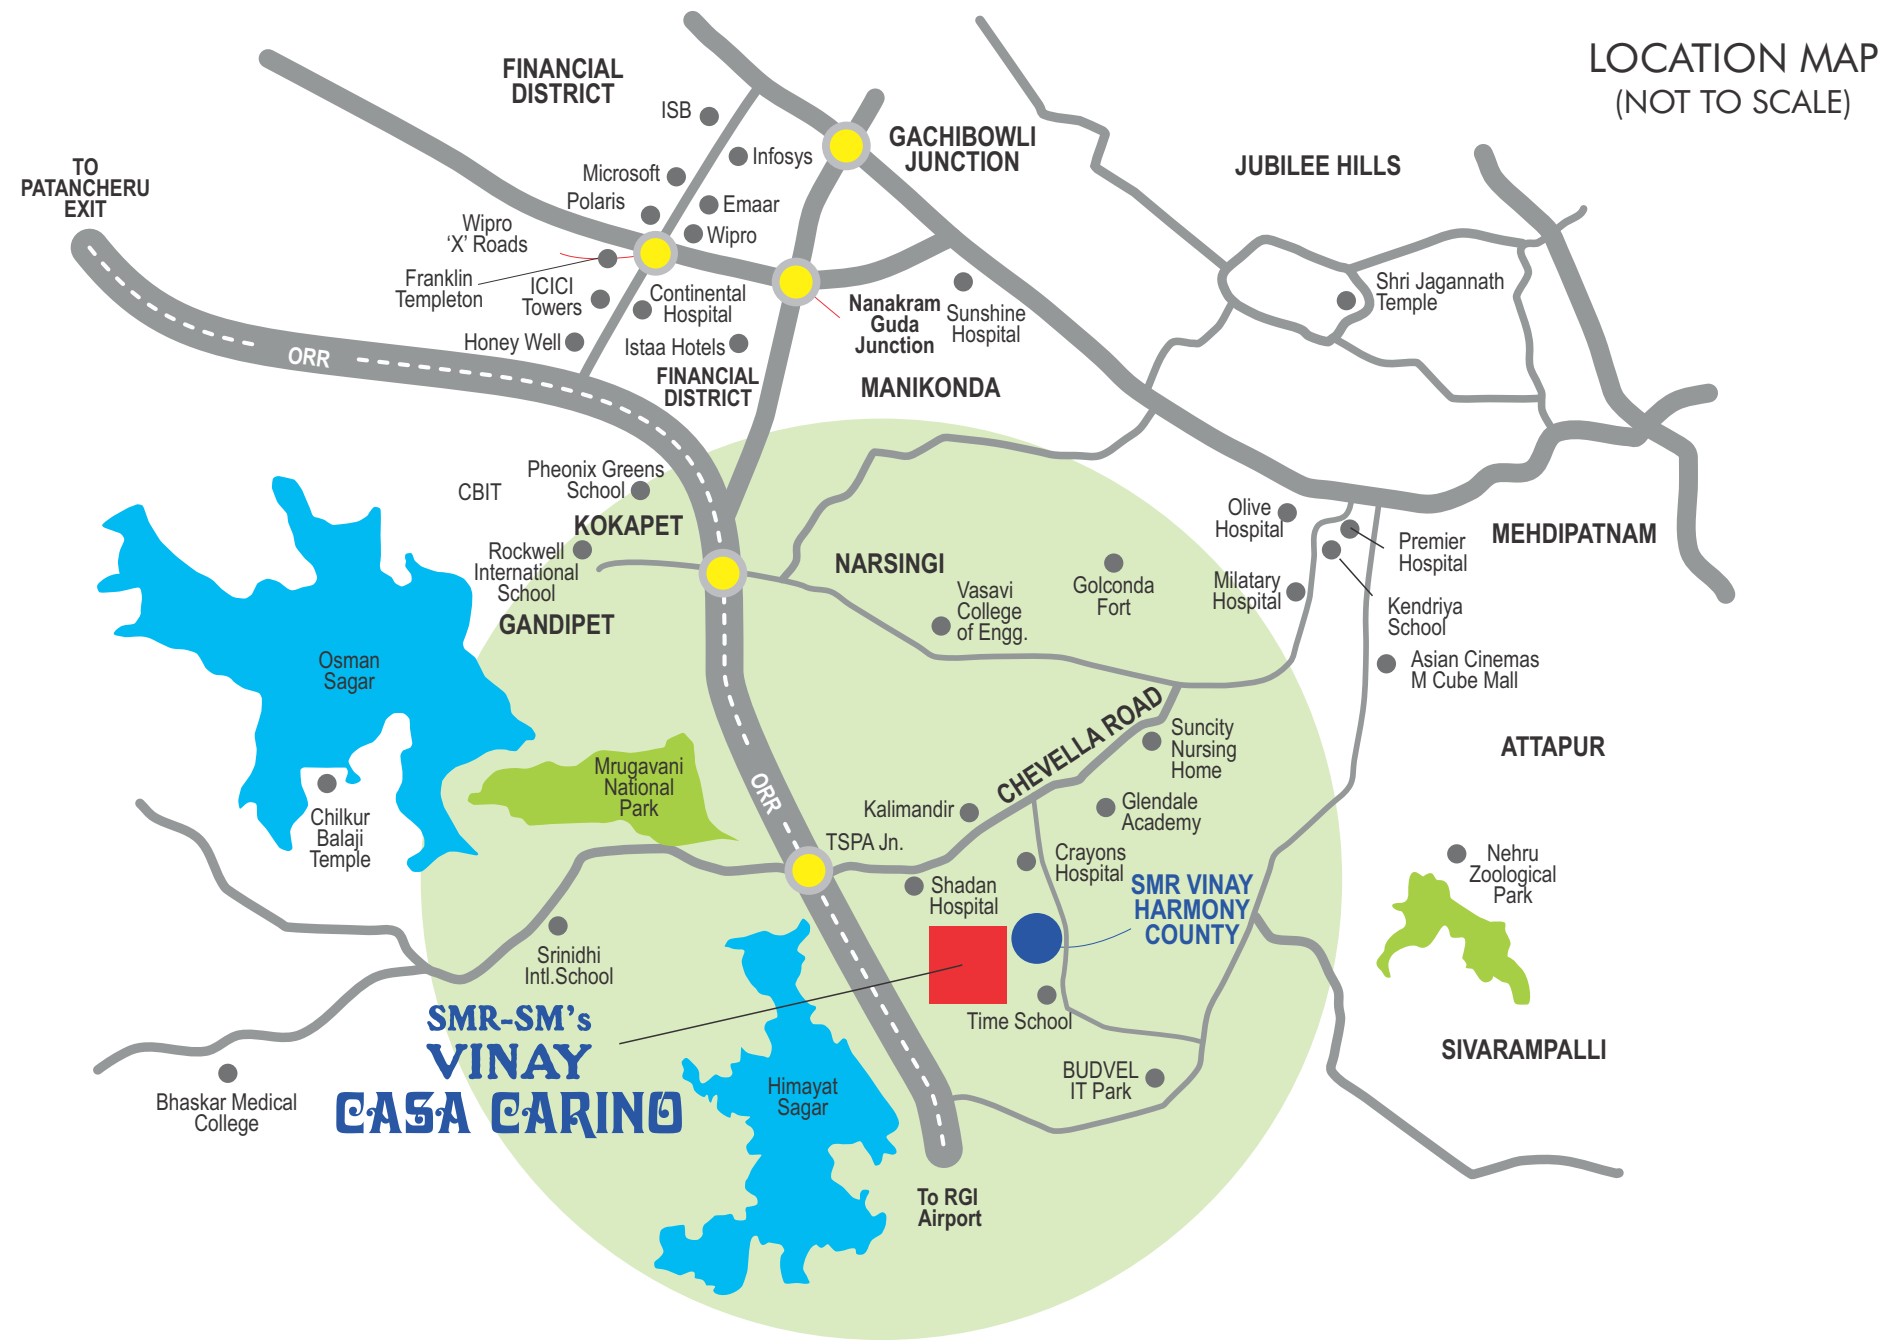 LOCATION MAP
(NOT TO SCALE)
FINANCIAL
DISTRICT
ISB
Infosys
GACHIBOWLI
JUNCTION
JUBILEE HILLS
TO
PATANCHERU
EXIT
Microsoft
Polaris
Emaar
Wipro
Wipro
'X' Roads
Franklin
Templeton
ICICI
Towers
Continental
Hospital
Honey Well
Istaa Hotels
FINANCIAL
DISTRICT
Nanakram
Guda
Junction
Sunshine
Hospital
MANIKONDA
Shri Jagannath
Temple
ORR
Pheonix Greens
School
CBIT
KOKAPET
Rockwell
International
School
GANDIPET
NARSINGI
Vasavi
College
of Engg.
Golconda
Fort
Olive
Hospital
Milatary
Hospital
Premier
Hospital
Kendriya
School
MEHDIPATNAM
Asian Cinemas
M Cube Mall
ATTAPUR
Osman
Sagar
Chilkur
Balaji
Temple
Mrugavani
National
Park
ORR
CHEVELLA ROAD
Suncity
Nursing
Home
Kalimandir
Glendale
Academy
TSPA Jn.
Crayons
Hospital
Shadan
Hospital
SMR VINAY
HARMONY
COUNTY
Nehru
Zoological
Park
Srinidhi
Intl.School
Time School
SIVARAMPALLI
SMR-SM's
VINAY
CASA CARINO
BUDVEL
IT Park
Himayat
Sagar
Bhaskar Medical
College
To RGI
Airport